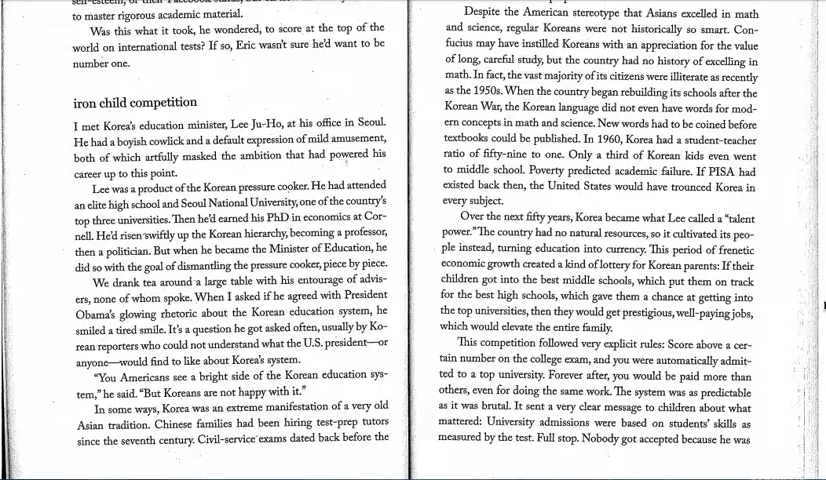 to master rigorous academic material.
Was this what it took, he wondered, to score at the top of the
world on international tests? If so, Eric wasn't sure he'd want to be
number one.
iron child competition
I met Korea's education minister, Lee Ju-Ho, at his office in Seoul.
He had a boyish cowlick and a default expression of mild amusement,
both of which artfully masked the ambition that had powered his
career up to this point.
Lee was a product of the Korean pressure cooker. He had attended
an elite high school and Seoul National University, one of the country's
top three universities. Then he'd earned his PhD in economics at Cor-
nell. He'd risen swiftly up the Korean hierarchy, becoming a professor,
then a politician. But when he became the Minister of Education, he
did so with the goal of dismantling the pressure cooker, piece by piece.
We drank tea around a large table with his entourage of advis-
ers, none of whom spoke. When I asked if he agreed with President
Obama's glowing rhetoric about the Korean education system, he
smiled a tired smile. It's a question he got asked often, usually by Ko-
rean reporters who could not understand what the U.S. president—or
anyone—would find to like about Korea's system.
"You Americans see a bright side of the Korean education sys-
tem," he said. "But Koreans are not happy with it."
In some ways, Korea was an extreme manifestation of a very old
Asian tradition. Chinese families had been hiring test-prep tutors
since the seventh century. Civil-service exams dated back before the
Despite the American stereotype that Asians excelled in math
and science, regular Koreans were not historically so smart. Con-
fucius may have instilled Koreans with an appreciation for the value
of long, careful study, but the country had no history of excelling in
math. In fact, the vast majority of its citizens were illiterate as recently
as the 1950s. When the country began rebuilding its schools after the
Korean War, the Korean language did not even have words for mod-
ern concepts in math and science. New words had to be coined before
textbooks could be published. In 1960, Korea had a student-teacher
ratio of fifty-nine to one. Only a third of Korean kids even went
to middle school. Poverty predicted academic failure. If PISA had
existed back then, the United States would have trounced Korea in
every subject.
Over the next fifty years, Korea became what Lee called a "talent
power." The country had no natural resources, so it cultivated its peo-
ple instead, turning education into currency. This period of frenetic
economic growth created a kind of lottery for Korean parents: If their
children got into the best middle schools, which put them on track
for the best high schools, which gave them a chance at getting into
the top universities, then they would get prestigious, well-paying jobs,
which would elevate the entire family.
This competition followed very explicit rules: Score above a cer-
tain number on the college exam, and you were automatically admit-
ted to a top university. Forever after, you would be paid more than
others, even for doing the same work. The system was as predictable
as it was brutal. It sent a very clear message to children about what
mattered: University admissions were based on students' skills as
measured by the test. Full stop. Nobody got accepted because he was